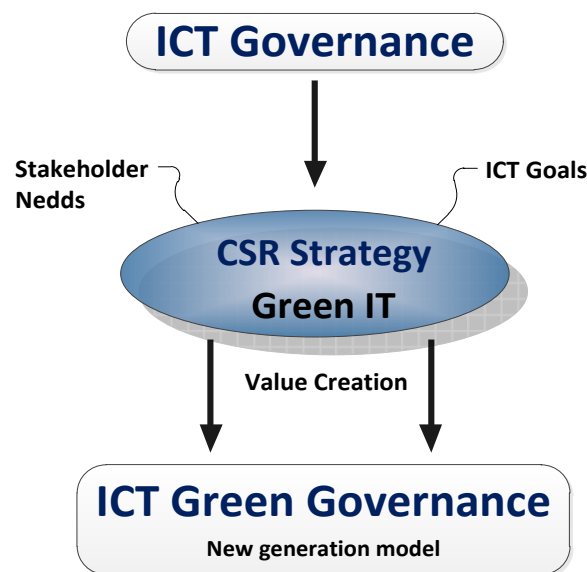 ICT Governance
Stakeholder
Nedds
ICT Goals
CSR Strategy
Green IT
Value Creation
ICT Green Governance
New generation model